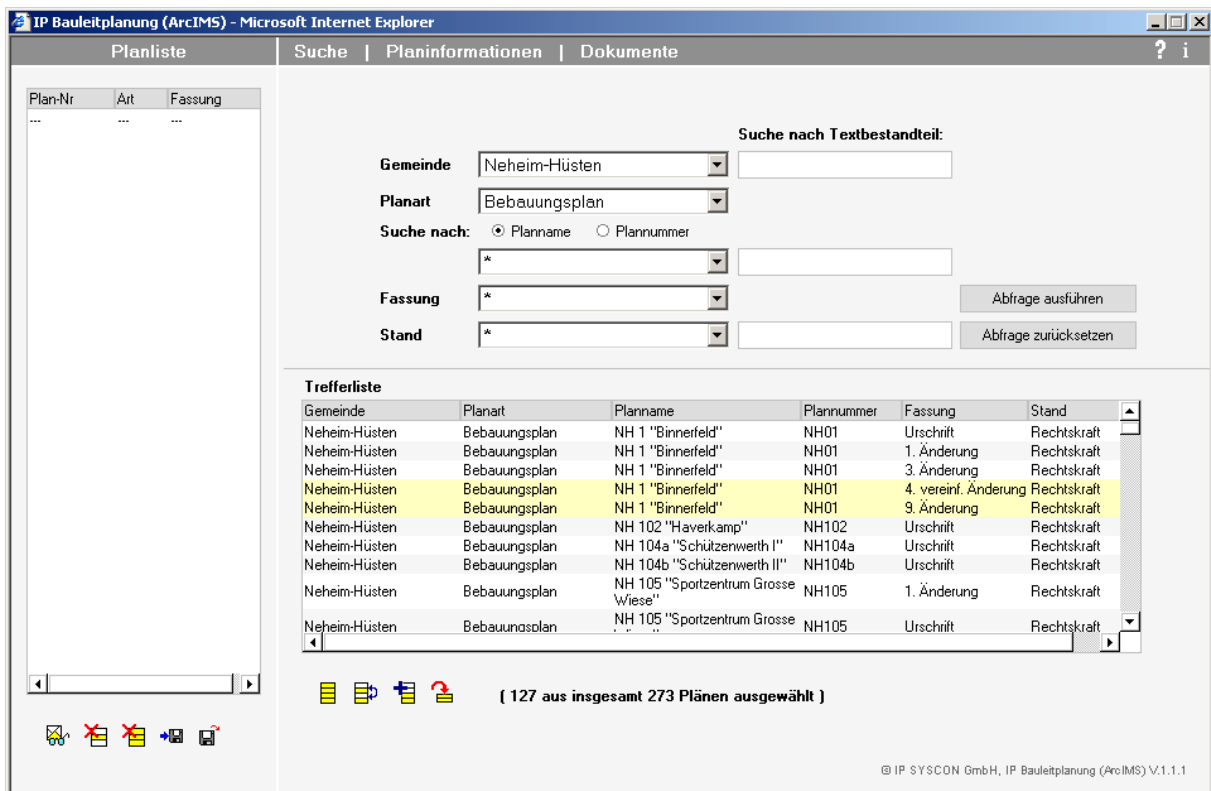 IP Bauleitplanung (ArcIMS) - Microsoft Internet Explorer
Planliste
Suche | Planinformationen | Dokumente ? i
Plan-Nr Art Fassung
... ... ...
Suche nach Textbestandteil:
Gemeinde Neheim-Hüsten
Planart Bebauungsplan
Suche nach: Planname Plannummer
*
Fassung * Abfrage ausführen
Stand * Abfrage zurücksetzen
Trefferliste
Gemeinde Planart Planname Plannummer Fassung Stand
Neheim-Hüsten Bebauungsplan NH 1 "Binnerfeld" NH01 Urschrift Rechtskraft
Neheim-Hüsten Bebauungsplan NH 1 "Binnerfeld" NH01 1. Änderung Rechtskraft
Neheim-Hüsten Bebauungsplan NH 1 "Binnerfeld" NH01 3. Änderung Rechtskraft
Neheim-Hüsten Bebauungsplan NH 1 "Binnerfeld" NH01 4. vereinf. Änderung Rechtskraft
Neheim-Hüsten Bebauungsplan NH 1 "Binnerfeld" NH01 9. Änderung Rechtskraft
Neheim-Hüsten Bebauungsplan NH 102 "Haverkamp" NH102 Urschrift Rechtskraft
Neheim-Hüsten Bebauungsplan NH 104a "Schützenwerth I" NH104a Urschrift Rechtskraft
Neheim-Hüsten Bebauungsplan NH 104b "Schützenwerth II" NH104b Urschrift Rechtskraft
Neheim-Hüsten Bebauungsplan NH 105 "Sportzentrum Grosse Wiese" NH105 1. Änderung Rechtskraft
Neheim-Hüsten Bebauungsplan NH 105 "Sportzentrum Grosse NH105 Urschrift Rechtskraft
( 127 aus insgesamt 273 Plänen ausgewählt )
@ IP SYSCON GmbH, IP Bauleitplanung (ArcIMS) V.1.1.1